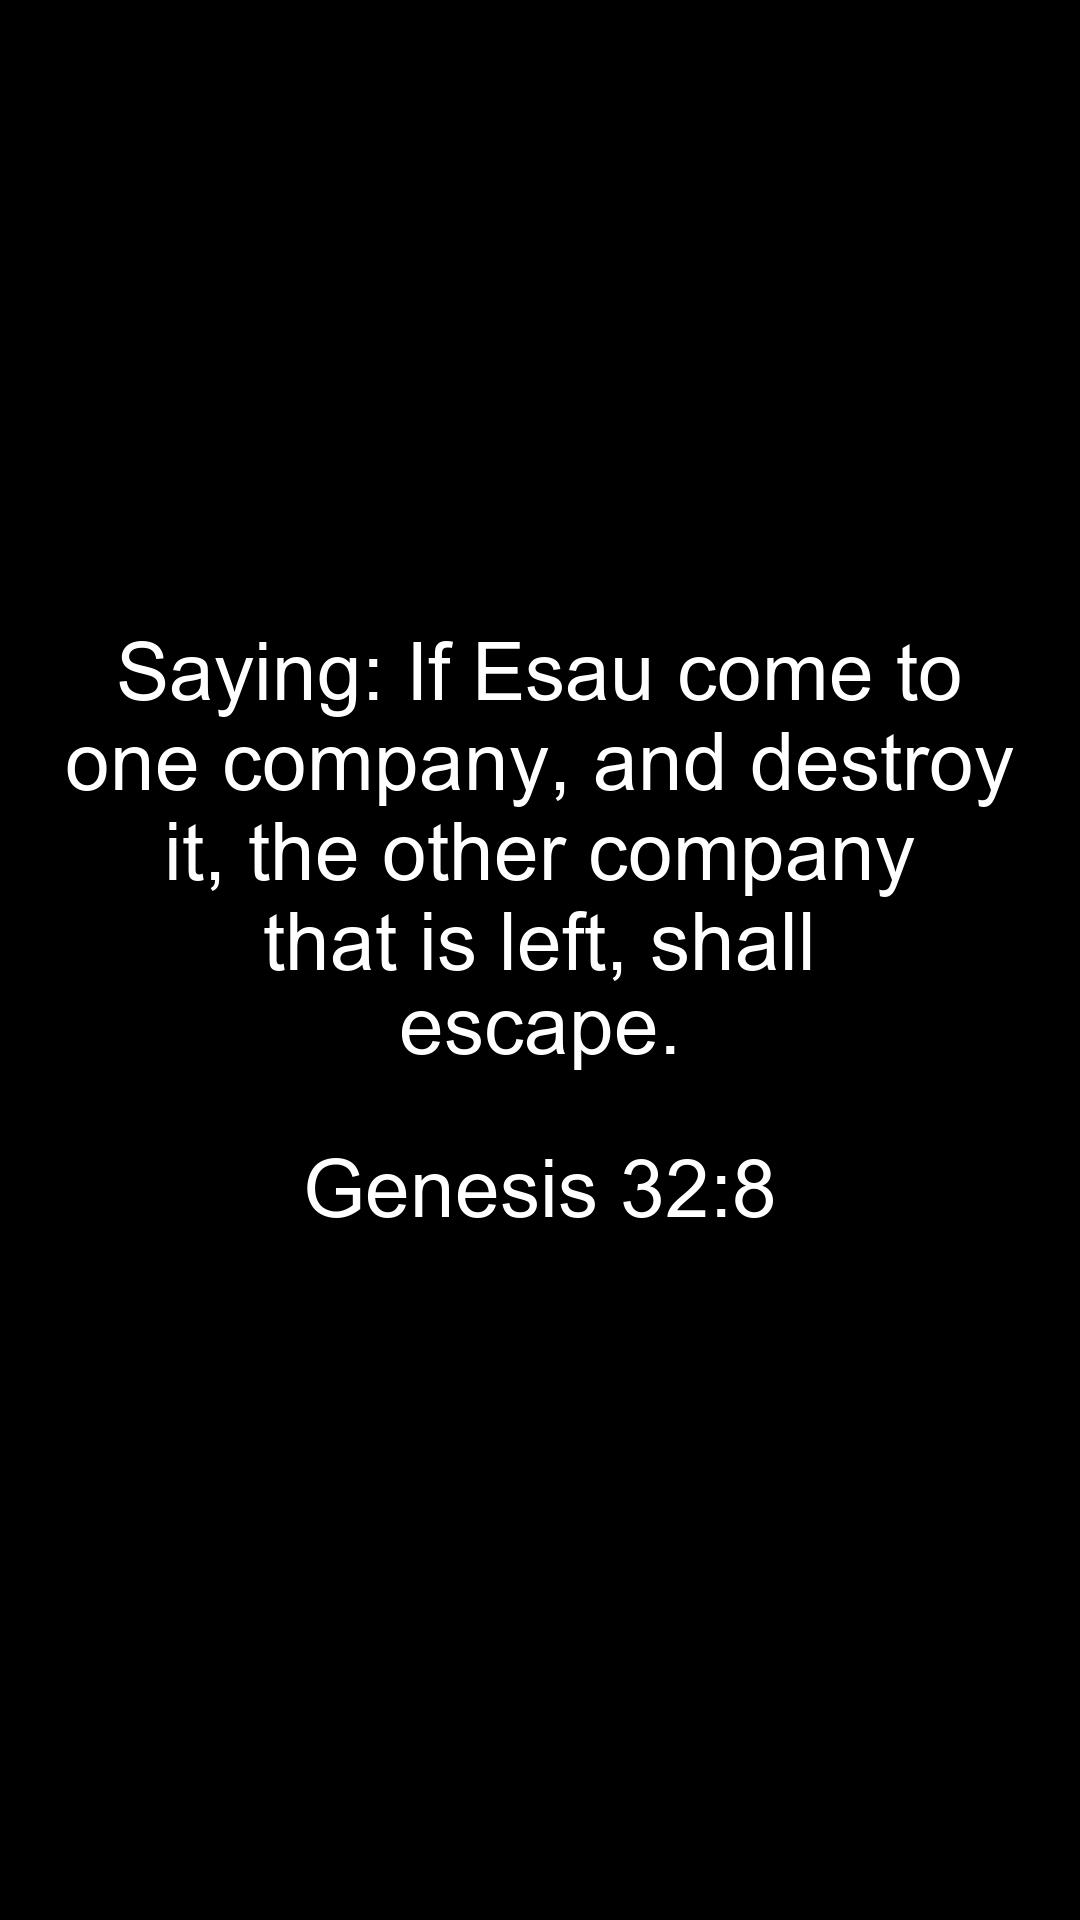 Saying: If Esau come to
one company, and destroy
it, the other company
that is left, shall
escape.
Genesis 32:8